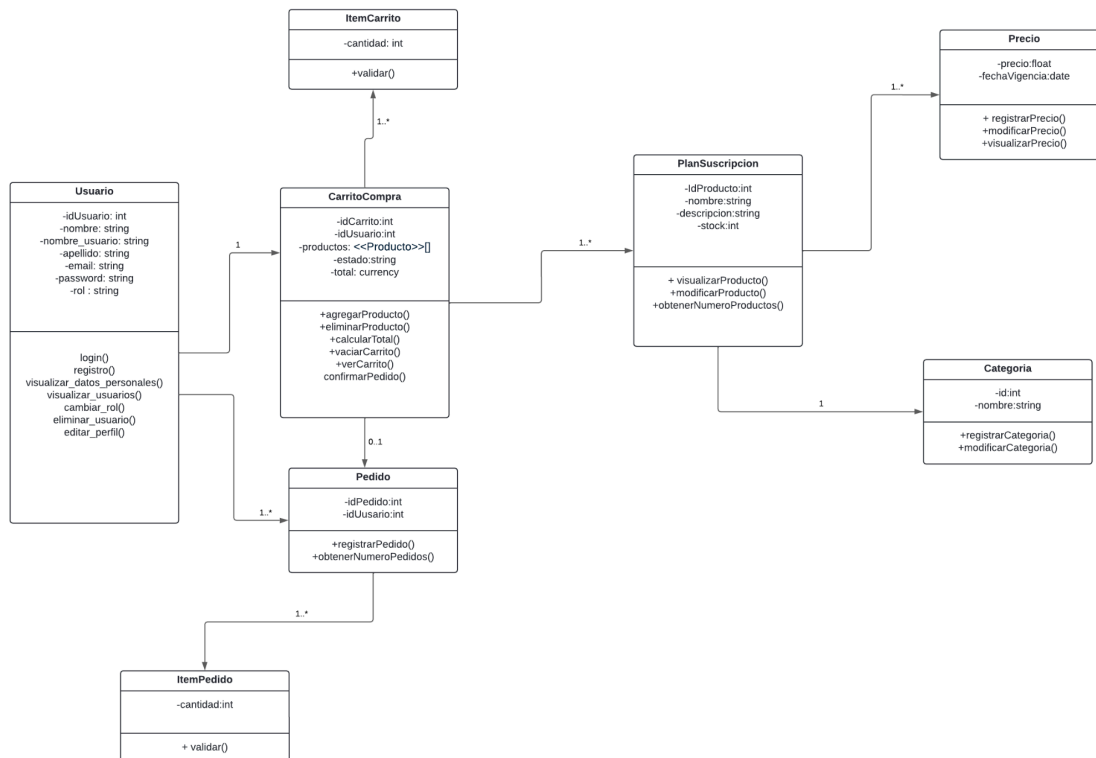 ItemCarrito
-cantidad: int
+validar()
1..*
Precio
-precio:float
-fechaVigencia:date
+ registrarPrecio()
+modificarPrecio()
+visualizarPrecio()
1..*
PlanSuscripcion
-IdProducto:int
-nombre:string
-descripcion:string
-stock:int
+ visualizarProducto()
+modificarProducto()
+obtenerNumeroProductos()
Usuario
-idUsuario: int
-nombre: string
-nombre_usuario: string
-apellido: string
-email: string
-password: string
-rol : string
login()
registro()
visualizar_datos_personales()
visualizar_usuarios()
cambiar_rol()
eliminar_usuario()
editar_perfil()
1
CarritoCompra
-idCarrito:int
-idUsuario:int
-productos: <<Producto>>[]
-estado:string
-total: currency
+agregarProducto()
+eliminarProducto()
+calcularTotal()
+vaciarCarrito()
+verCarrito()
confirmarPedido()
1..*
Categoria
-id:int
-nombre:string
+registrarCategoria()
+modificarCategoria()
1
0..1
Pedido
-idPedido:int
-idUusario:int
+registrarPedido()
+obtenerNumeroPedidos()
1..*
1..*
ItemPedido
-cantidad:int
+ validar()